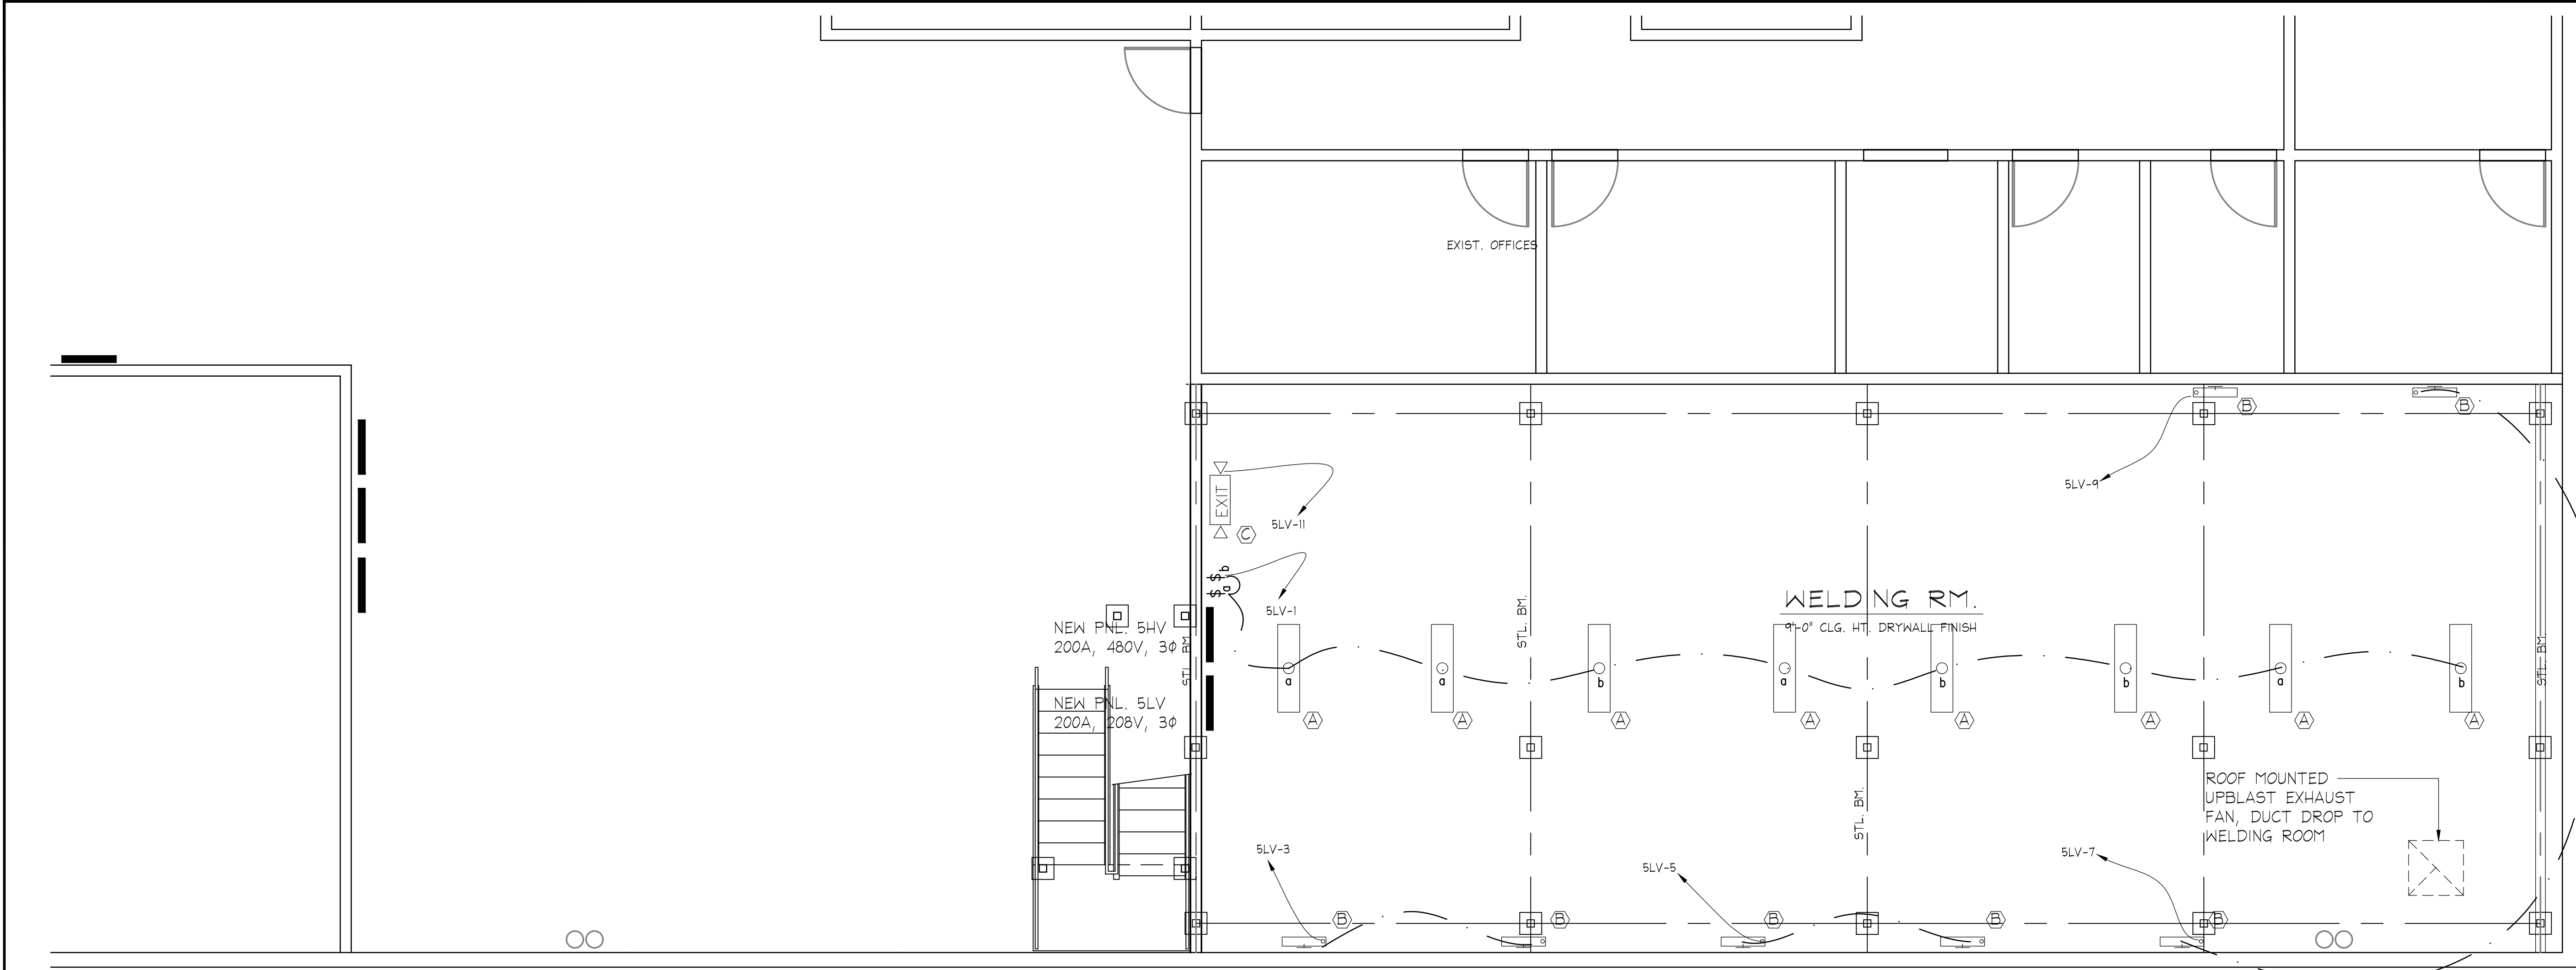 EXIST. OFFICES
B
B
5LV-9
EXIT
5LV-11
C
$ $
a b
5LV-1
WELDING RM.
9'-0" CLG. HT. DRYWALL FINISH
STL. BM.
NEW PNL. 5HV
200A, 480V, 3Φ
STL. BM.
STL. BM.
a
a
b
a
b
b
a
b
NEW PNL. 5LV
200A, 208V, 3Φ
A
A
A
A
A
A
A
A
ROOF MOUNTED
UPBLAST EXHAUST
FAN, DUCT DROP TO
WELDING ROOM
STL. BM.
5LV-3
5LV-5
5LV-7
B
B
B
B
B